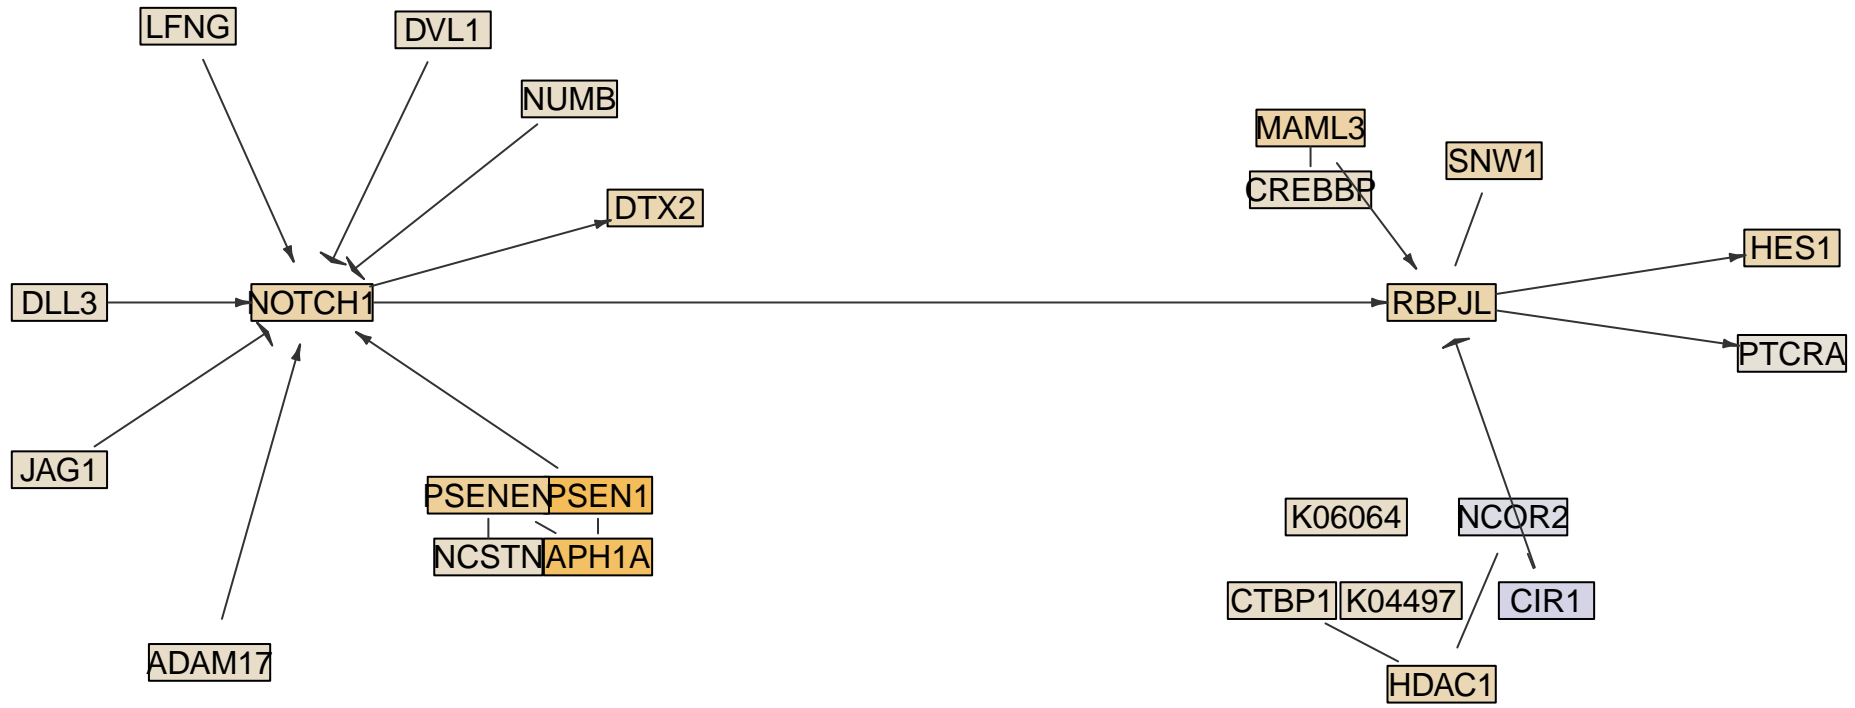 LFNG
DVL1
NUMB
MAML3
SNW1
CREBBP
DTX2
HES1
DLL3
NOTCH1
RBPJL
PTCRA
JAG1
PSENEN
PSEN1
K06064
NCOR2
NCSTN
APH1A
CTBP1
K04497
CIR1
ADAM17
HDAC1